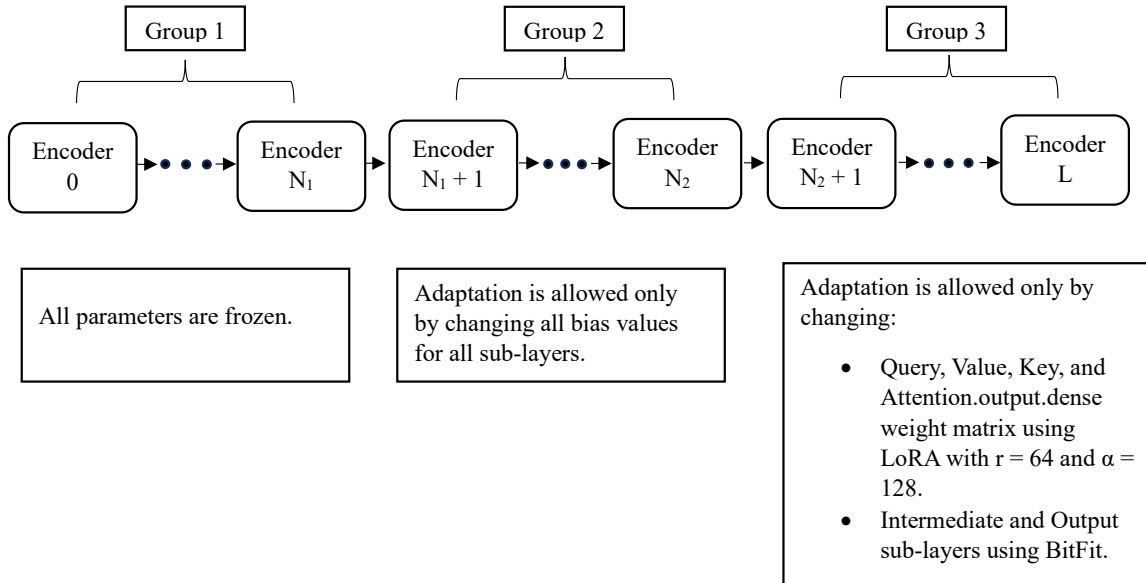 Group 1
Group 2
Group 3
Encoder
0
Encoder
N₁
Encoder
N₁ + 1
Encoder
N₂
Encoder
N₂ + 1
Encoder
L
All parameters are frozen.
Adaptation is allowed only
by changing all bias values
for all sub-layers.
Adaptation is allowed only by
changing:
• Query, Value, Key, and
Attention.output.dense
weight matrix using
LoRA with r = 64 and α =
128.
• Intermediate and Output
sub-layers using BitFit.